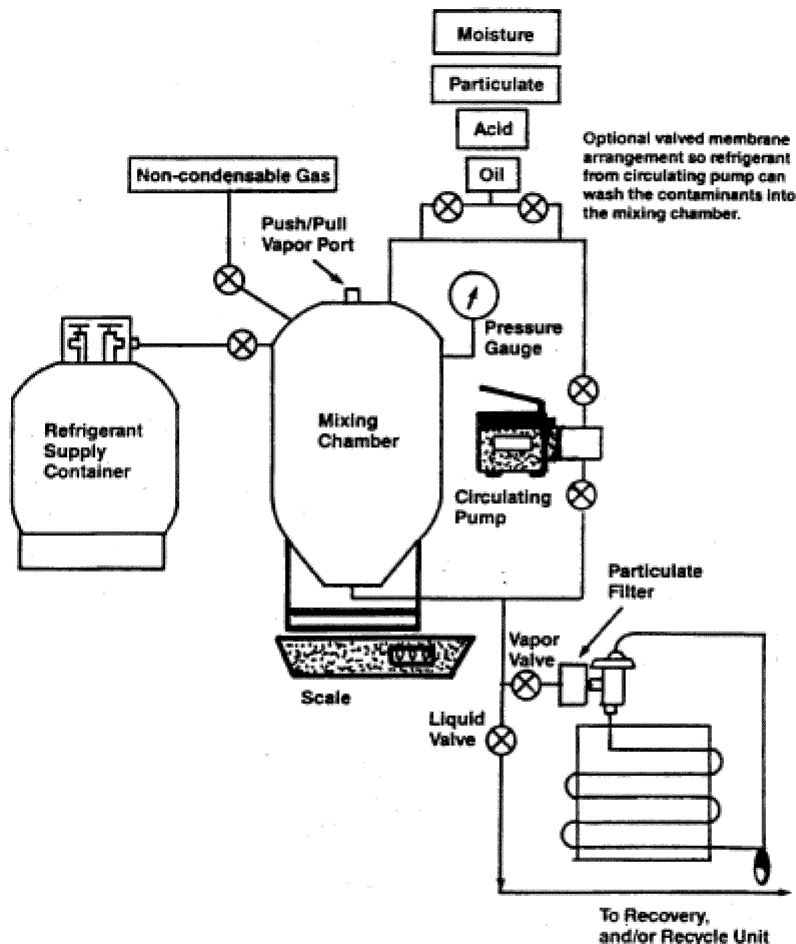 Moisture
Particulate
Acid
Oil
Optional valved membrane
arrangement so refrigerant
from circulating pump can
wash the contaminants into
the mixing chamber.
Non-condensable Gas
Push/Pull
Vapor Port
Pressure
Gauge
Refrigerant
Supply
Container
Mixing
Chamber
Circulating
Pump
Particulate
Filter
Vapor
Valve
Scale
Liquid
Valve
To Recovery,
and/or Recycle Unit